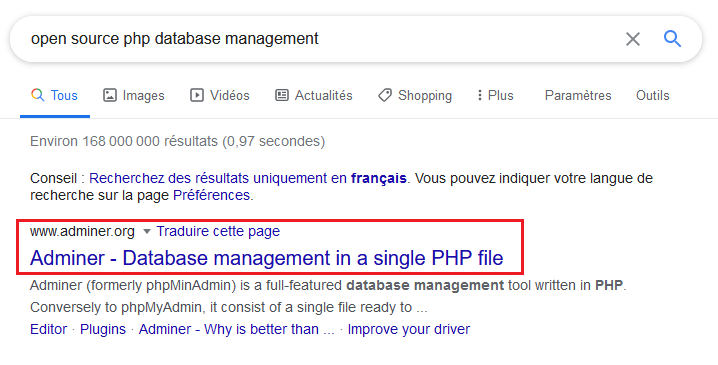 open source php database management
Tous Images Vidéos Actualités Shopping Plus Paramètres Outils
Environ 168 000 000 résultats (0,97 secondes)
Conseil : Recherchez des résultats uniquement en français. Vous pouvez indiquer votre langue de
recherche sur la page Préférences.
www.adminer.org Traduire cette page
Adminer - Database management in a single PHP file
Adminer (formerly phpMinAdmin) is a full-featured database management tool written in PHP.
Conversely to phpMyAdmin, it consist of a single file ready to ...
Editor · Plugins · Adminer - Why is better than ... · Improve your driver